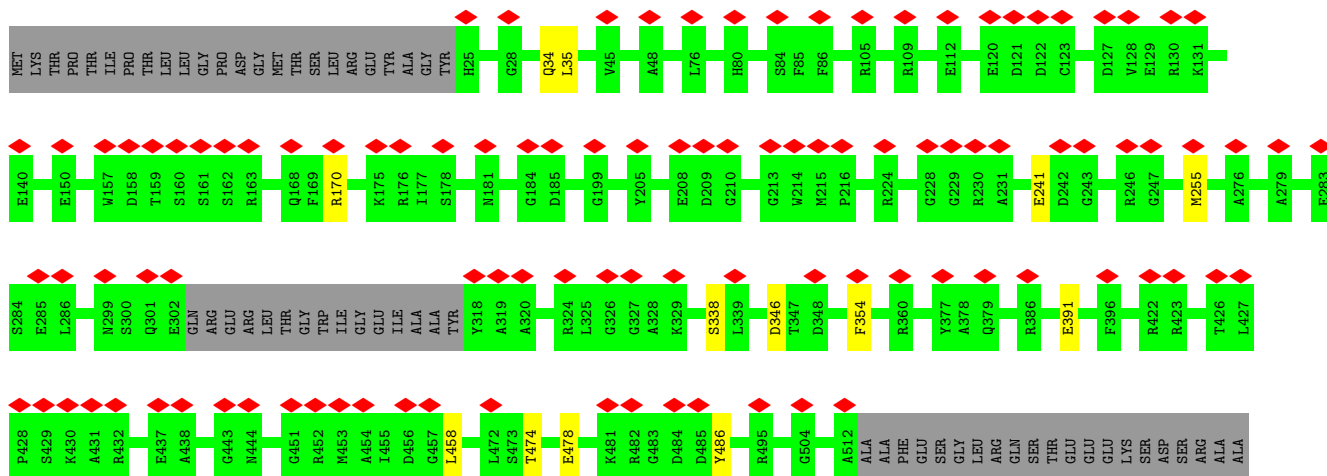 MET LYS THR PRO THR ILE PRO THR LEU LEU GLY PRO ASP GLY MET THR SER LEU ARG GLU TYR ALA GLY TYR H25 G28 Q34 L35 V45 A48 L76 H80 S84 F85 F86 R105 R109 E112 E120 D121 D122 C123 D127 V128 E129 R130 K131
E140 E150 W157 D158 T159 S160 S161 S162 R163 Q168 F169 R170 K175 R176 I177 S178 N181 G184 D185 G199 Y205 E208 D209 G210 G213 W214 M215 P216 R224 G228 G229 R230 A231 E241 D242 G243 R246 G247 M255 A276 A279 E283
S284 E285 L286 N299 S300 Q301 E302 GLN ARG GLU ARG LEU THR GLY TRP ILE GLY GLU ILE ALA ALA TYR Y318 A319 A320 R324 L325 G326 G327 A328 K329 S338 L339 D346 T347 D348 F354 R360 Y377 A378 Q379 R386 E391 F396 R422 R423 T426 L427
P428 S429 K430 A431 R432 E437 A438 G443 N444 G451 R452 M453 A454 I455 D456 G457 L458 L472 S473 T474 E478 K481 R482 G483 D484 D485 Y486 R495 G504 A512 ALA ALA PHE GLU SER GLY LEU ARG GLN SER THR GLU GLU GLU LYS SER ASP SER ARG ALA ALA